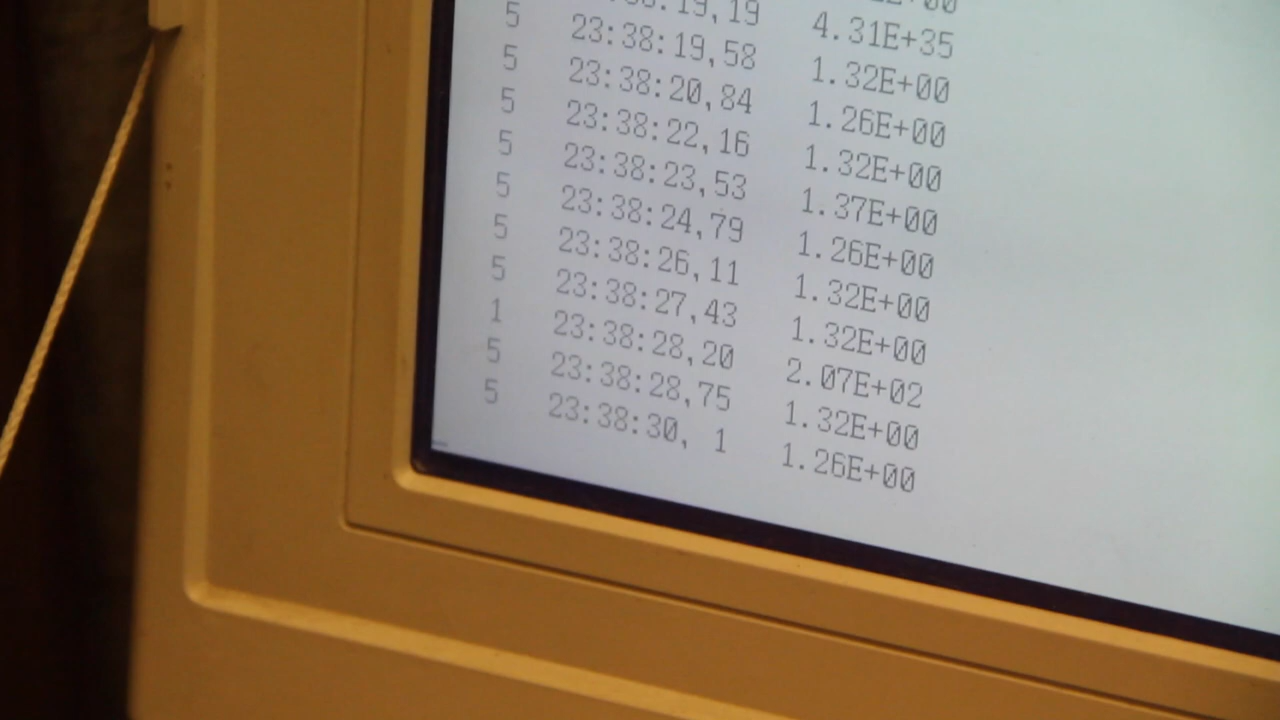 19,19 4.31E+35
5 23:38:19,58 1.32E+00
5 23:38:20,84 1.26E+00
5 23:38:22,16 1.32E+00
5 23:38:23,53 1.37E+00
5 23:38:24,79 1.26E+00
5 23:38:26,11 1.32E+00
5 23:38:27,43 1.32E+00
1 23:38:28,20 2.07E+02
5 23:38:28,75 1.32E+00
5 23:38:30, 1 1.26E+00